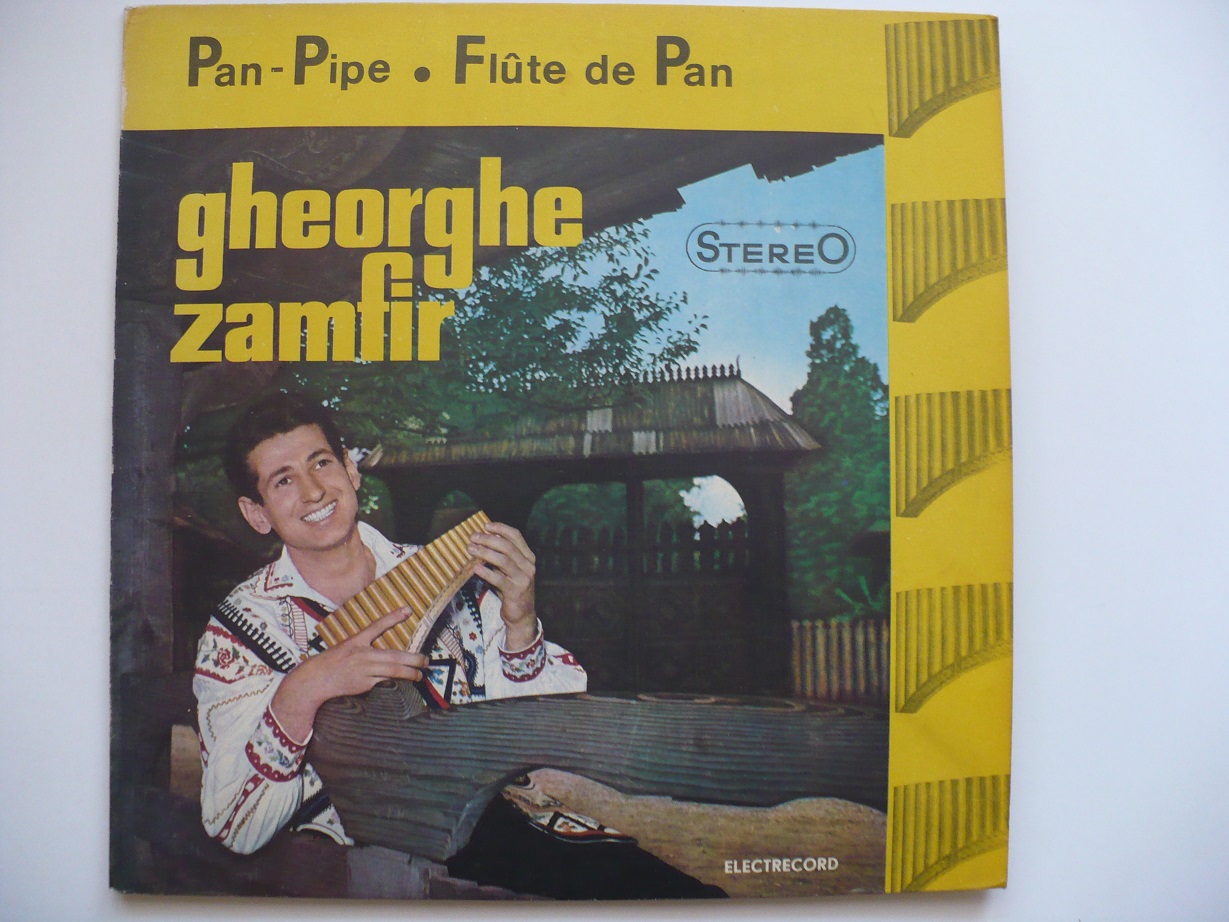 Pan-Pipe • Flûte de Pan
gheorghe
zamfir
STEREO
ELECTRECORD